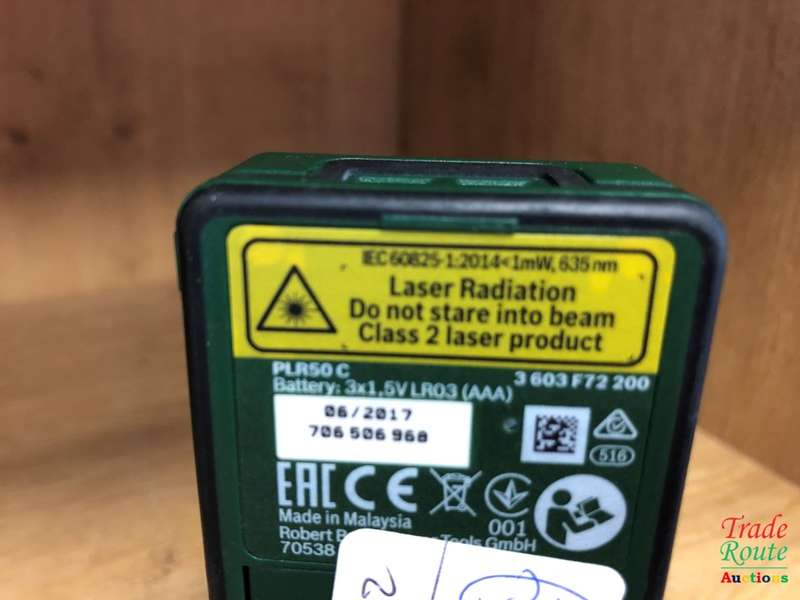 IEC 60825-1:2014<1mW, 635 nm
Laser Radiation
Do not stare into beam
Class 2 laser product
PLR50 C
3 603 F72 200
Battery: 3x1,5V LR03 (AAA)
06/2017
706 506 968
516
EAC CE
001
Made in Malaysia
Robert Tools GmbH
70538
2
Trade
Route
Auctions